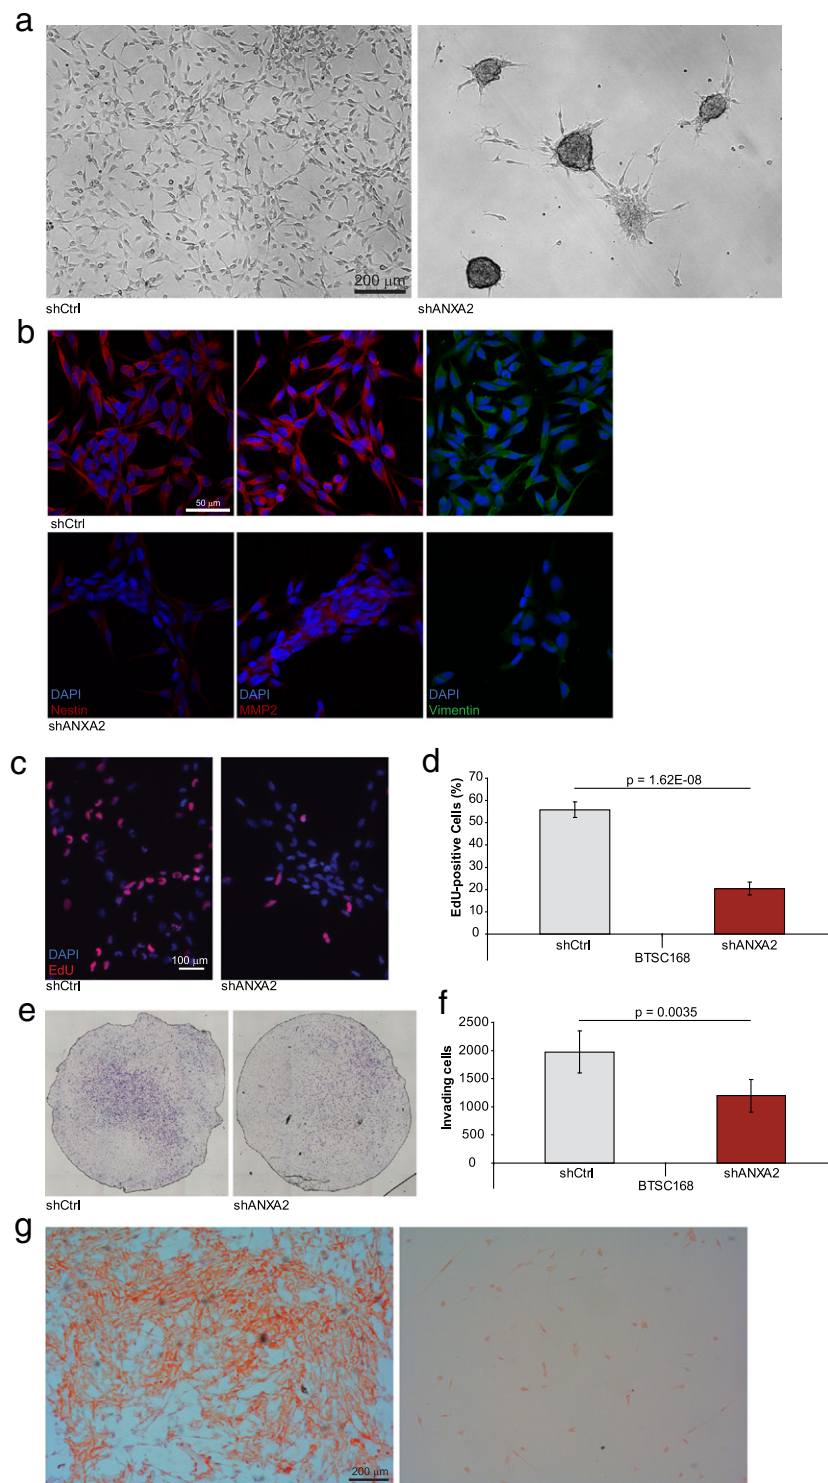 a
200 μm
shCtrl
shANXA2
b
50 μm
shCtrl
DAPI
Nestin
DAPI
MMP2
DAPI
Vimentin
shANXA2
c
DAPI
EdU
100 μm
shCtrl
shANXA2
d
p = 1.62E-08
EdU-positive Cells (%)
70
60
50
40
30
20
10
0
shCtrl
shANXA2
BTSC168
e
shCtrl
shANXA2
f
p = 0.0035
Invading cells
2500
2000
1500
1000
500
0
shCtrl
shANXA2
BTSC168
g
200 μm